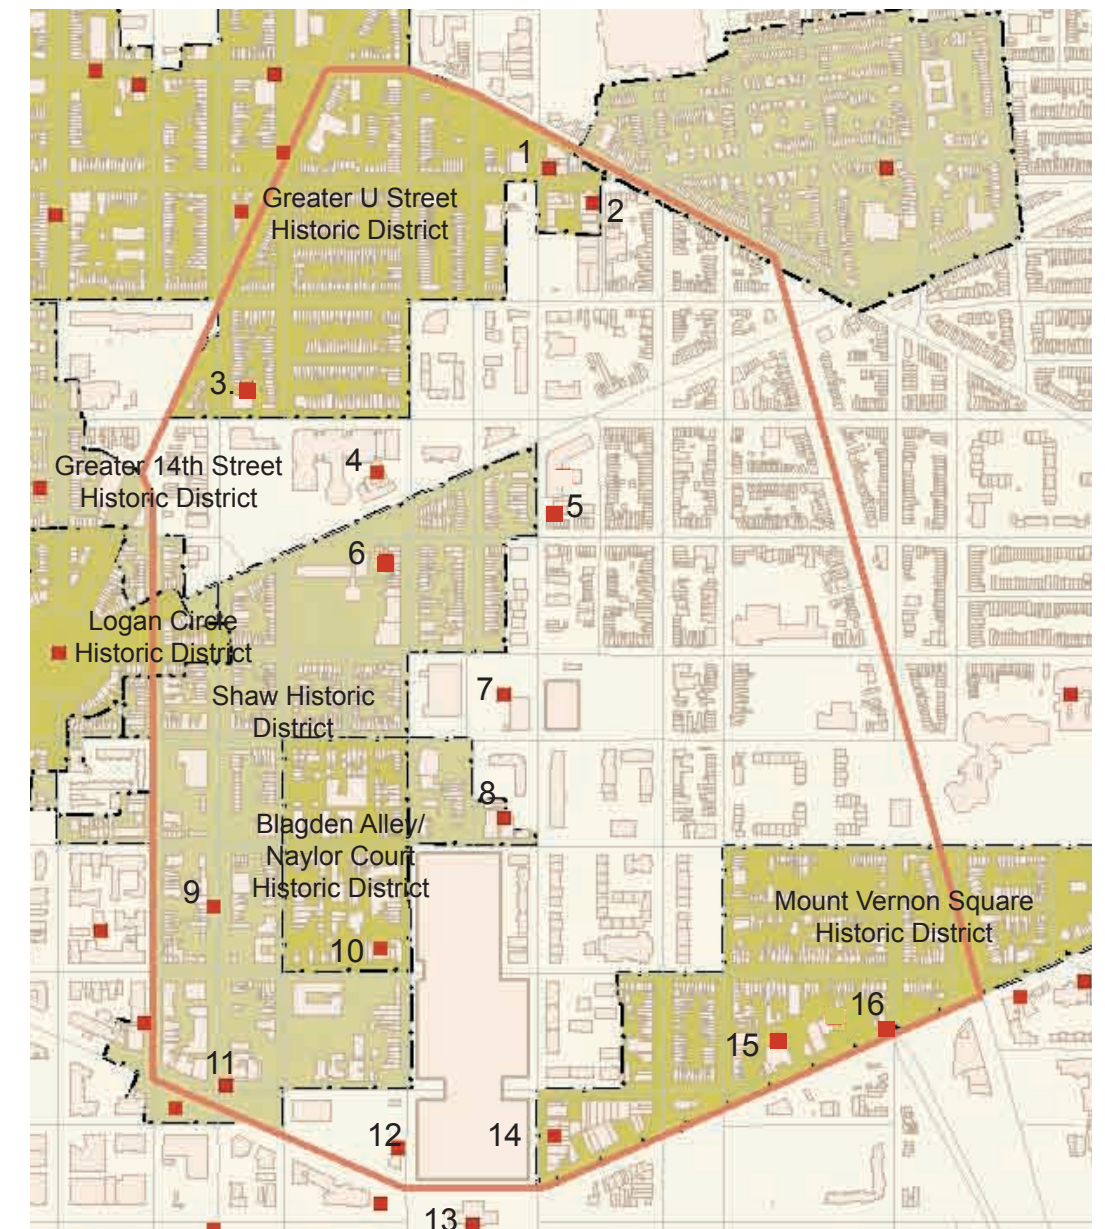 1
Greater U Street
Historic District
2
3.
Greater 14th Street
Historic District
4
5
6
Logan Circle
Historic District
Shaw Historic
District
7
8
Blagden Alley/
Naylor Court
Historic District
9
Mount Vernon Square
Historic District
10
16
15
11
12
14
13